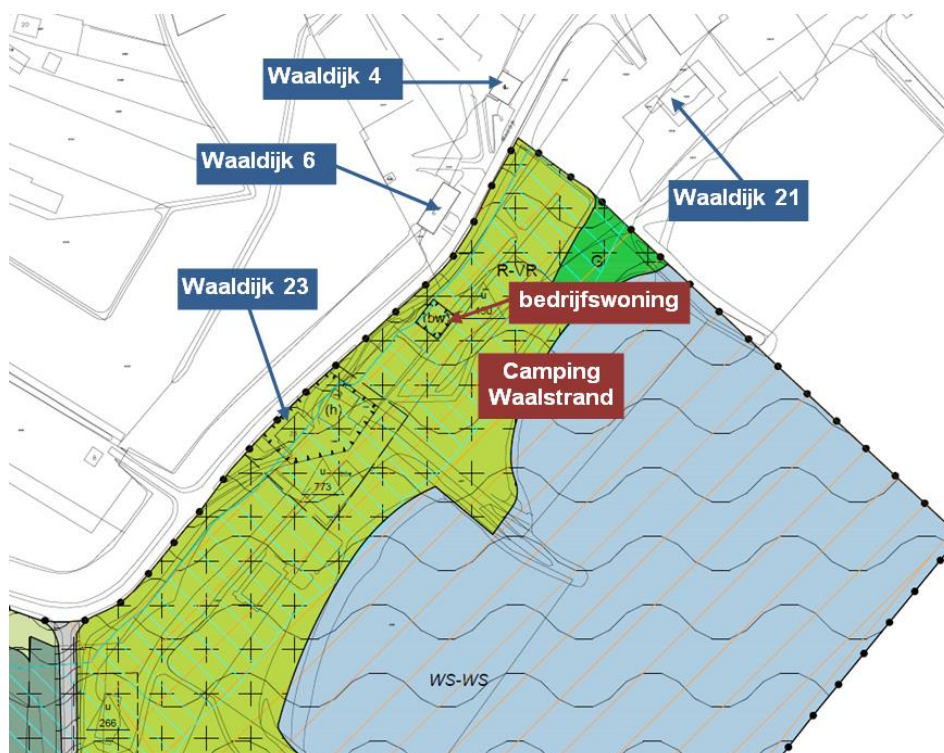 Waaldijk 4
Waaldijk 6
Waaldijk 21
G
R-VR
u
Waaldijk 23
(bw)
bedrijfswoning
Camping
Waalstrand
(h)
u
773
WS-WS
u
266